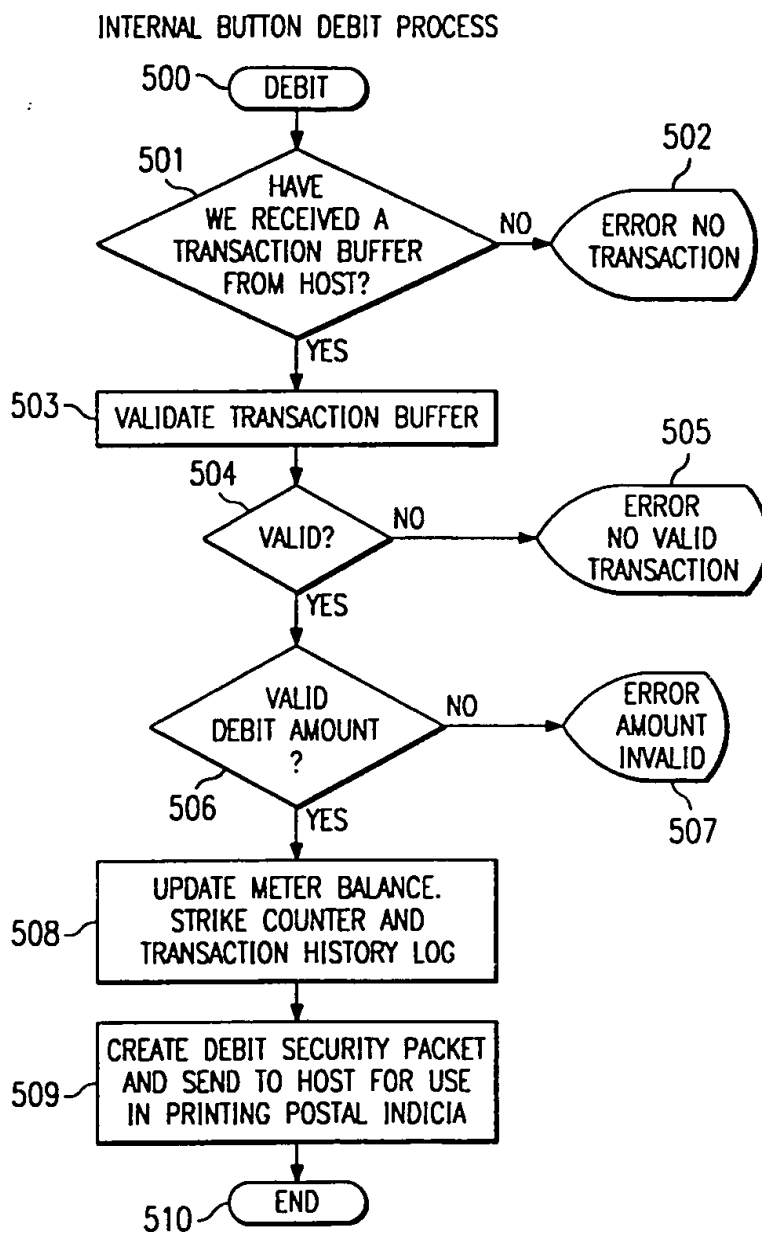 INTERNAL BUTTON DEBIT PROCESS
500
DEBIT
501
HAVE
WE RECEIVED A
TRANSACTION BUFFER
FROM HOST?
NO
502
ERROR NO
TRANSACTION
YES
503
VALIDATE TRANSACTION BUFFER
504
VALID?
NO
505
ERROR
NO VALID
TRANSACTION
YES
VALID
DEBIT AMOUNT
?
506
NO
ERROR
AMOUNT
INVALID
507
YES
508
UPDATE METER BALANCE.
STRIKE COUNTER AND
TRANSACTION HISTORY LOG
509
CREATE DEBIT SECURITY PACKET
AND SEND TO HOST FOR USE
IN PRINTING POSTAL INDICIA
510
END